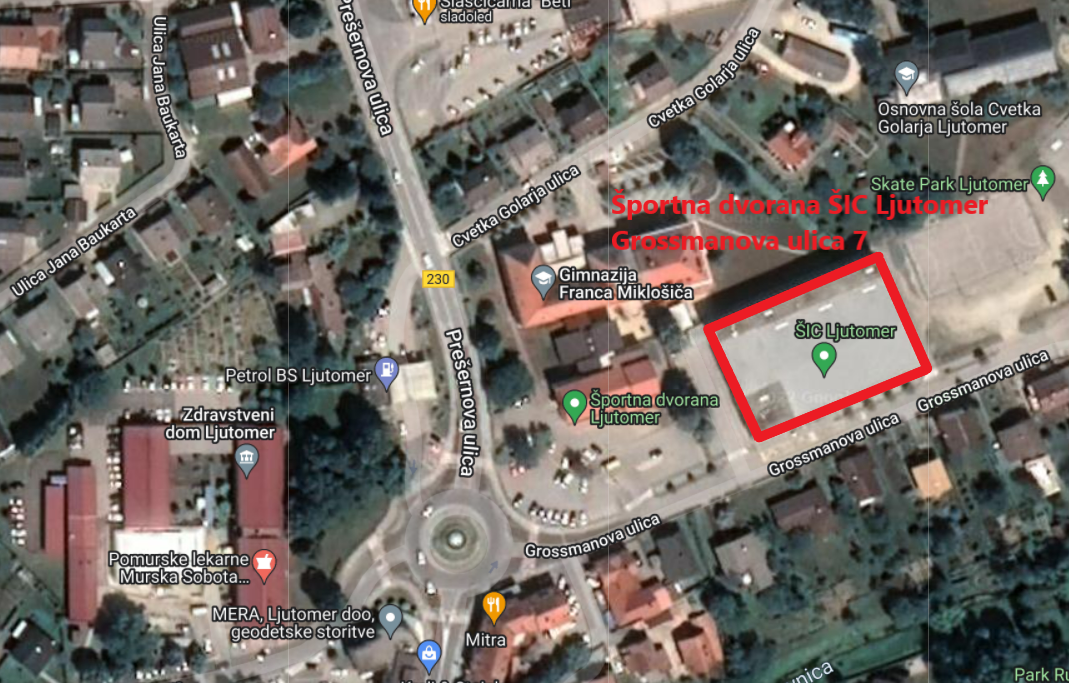 Slaščičarna "Beti"
sladoled
Ulica Jana Baukarta
Prešernova ulica
Cvetka Golarja ulica
Osnovna šola Cvetka
Golarja Ljutomer
Skate Park Ljutomer
Športna dvorana ŠIC Ljutomer
Grossmanova ulica 7
Cvetka Golarja ulica
Ulica Jana Baukarta
230
Gimnazija
Franca Miklošiča
ŠIC Ljutomer
Prešernova ulica
Petrol BS Ljutomer
Športna dvorana
Ljutomer
Grossmanova ulica
Zdravstveni
dom Ljutomer
Grossmanova ulica
Grossmanova ulica
Pomurske lekarne
Murska Sobota...
MERA, Ljutomer doo,
geodetske storitve
Mitra
Park